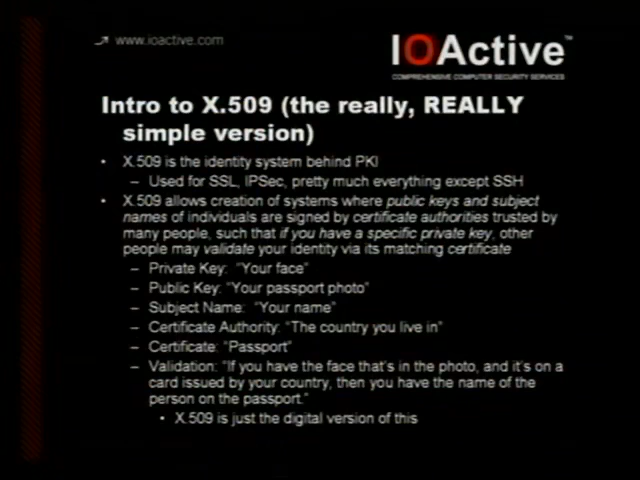 www.ioactive.com
IOActive™
COMPREHENSIVE COMPUTER SECURITY SERVICES
Intro to X.509 (the really, REALLY
simple version)
• X.509 is the identity system behind PKI
– Used for SSL, IPSec, pretty much everything except SSH
• X.509 allows creation of systems where public keys and subject
names of individuals are signed by certificate authorities trusted by
many people, such that if you have a specific private key, other
people may validate your identity via its matching certificate
– Private Key: "Your face"
– Public Key: "Your passport photo"
– Subject Name: "Your name"
– Certificate Authority: "The country you live in"
– Certificate: "Passport"
– Validation: "If you have the face that's in the photo, and it's on a
card issued by your country, then you have the name of the
person on the passport."
• X.509 is just the digital version of this